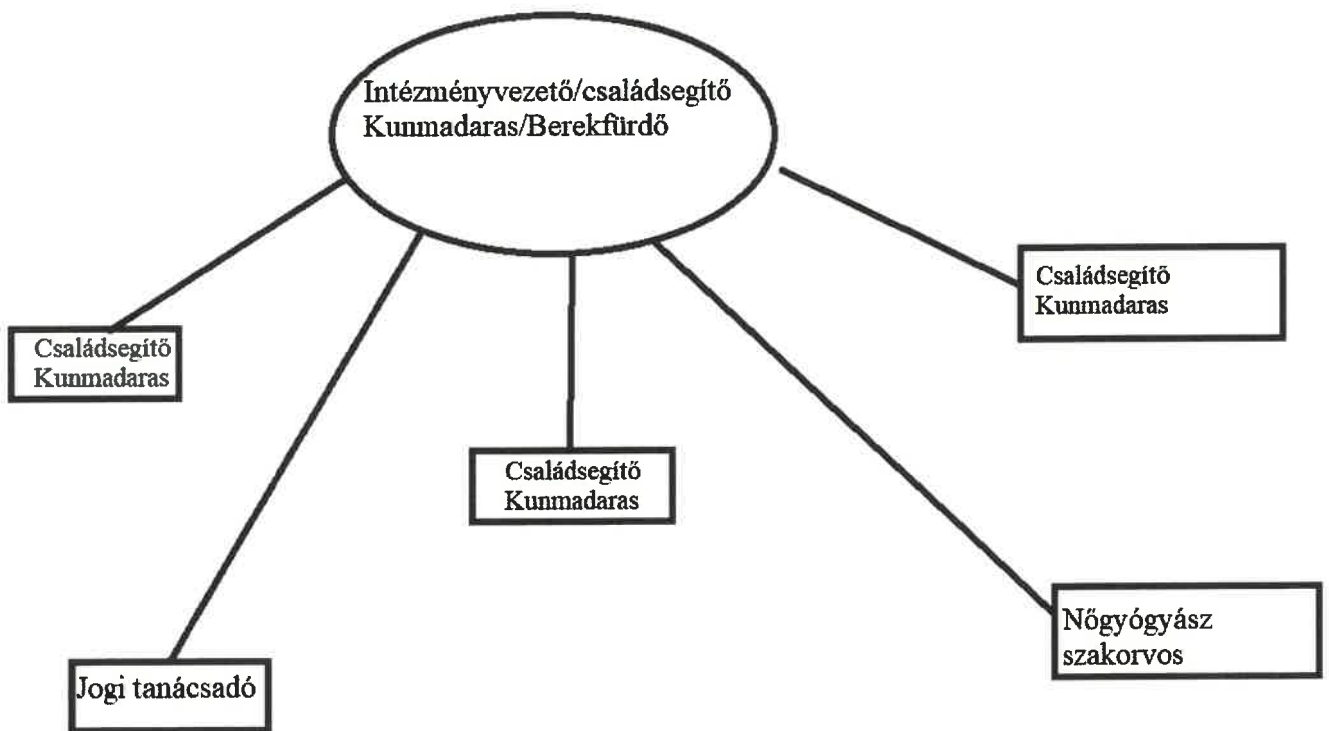 Intézményvezető/családsegítő
Kunmadaras/Berekfürdő
Családsegítő
Kunmadaras
Családsegítő
Kunmadaras
Családsegítő
Kunmadaras
Nőgyógyász
szakorvos
Jogi tanácsadó